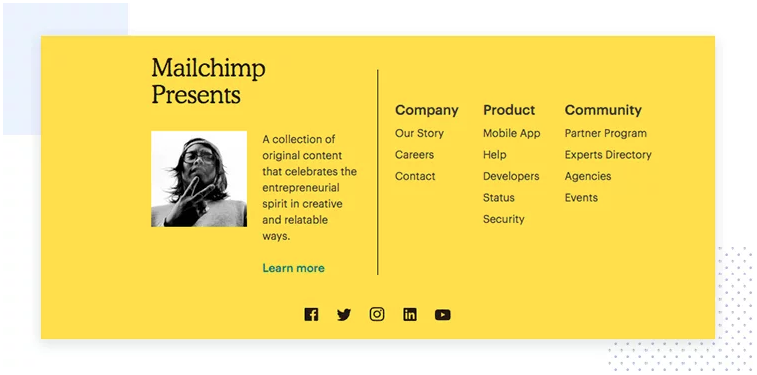 Mailchimp
Presents
A collection of
original content
that celebrates the
entrepreneurial
spirit in creative
and relatable
ways.
Learn more
Company
Our Story
Careers
Contact
Product
Mobile App
Help
Developers
Status
Security
Community
Partner Program
Experts Directory
Agencies
Events